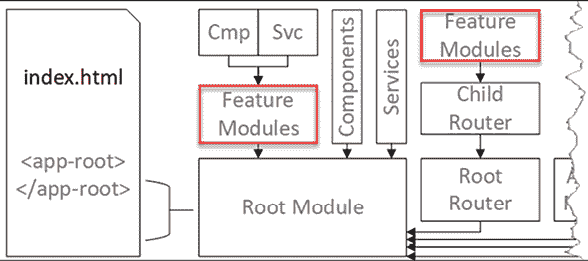 index.html
<app-root>
</app-root>
Cmp
Svc
Feature
Modules
Components
Services
Root Module
Feature
Modules
Child
Router
Root
Router